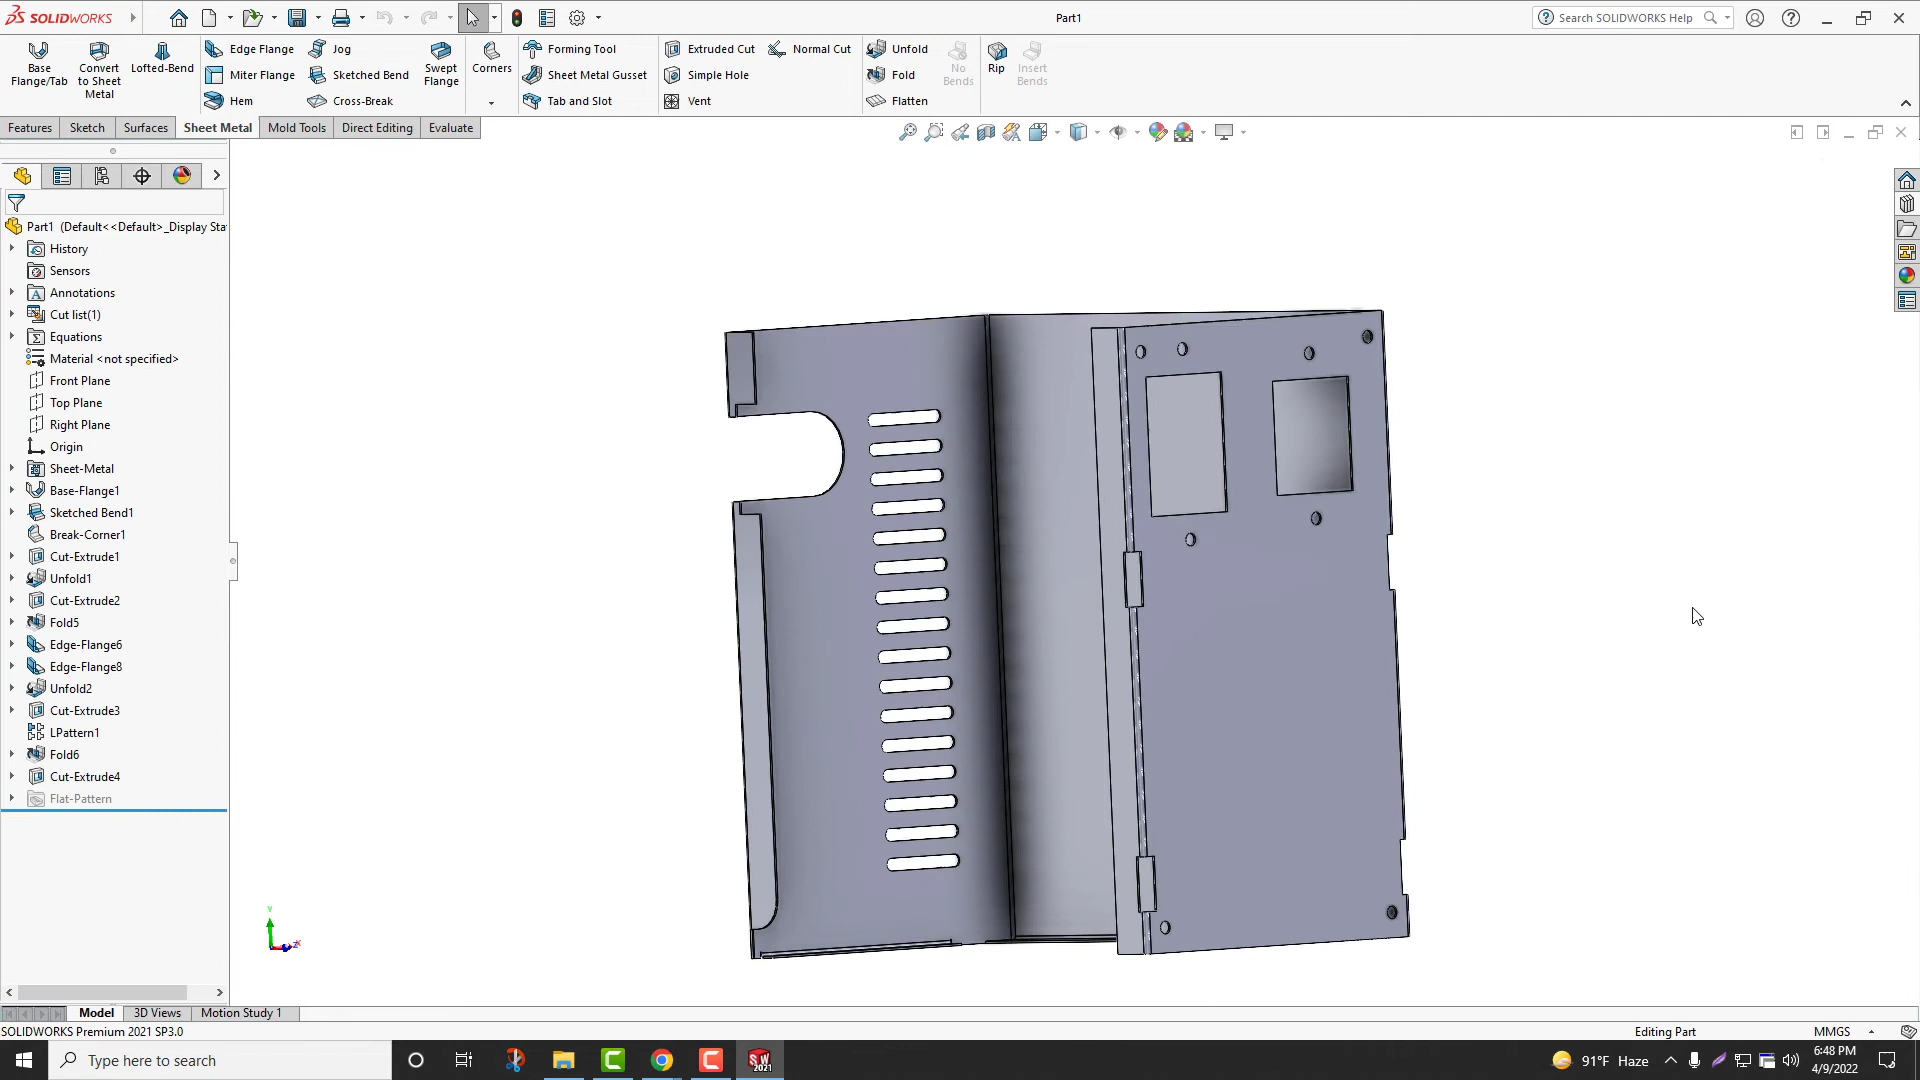 SOLIDWORKS
Part1
Search SOLIDWORKS Help
Base Flange/Tab
Convert to Sheet Metal
Lofted-Bend
Edge Flange
Miter Flange
Hem
Jog
Sketched Bend
Cross-Break
Swept Flange
Corners
Forming Tool
Sheet Metal Gusset
Tab and Slot
Extruded Cut
Simple Hole
Vent
Normal Cut
Unfold
Fold
Flatten
No Bends
Rip
Insert Bends
Features
Sketch
Surfaces
Sheet Metal
Mold Tools
Direct Editing
Evaluate
Part1 (Default<<Default>_Display Sta
History
Sensors
Annotations
Cut list(1)
Equations
Material <not specified>
Front Plane
Top Plane
Right Plane
Origin
Sheet-Metal
Base-Flange1
Sketched Bend1
Break-Corner1
Cut-Extrude1
Unfold1
Cut-Extrude2
Fold5
Edge-Flange6
Edge-Flange8
Unfold2
Cut-Extrude3
LPattern1
Fold6
Cut-Extrude4
Flat-Pattern
Model
3D Views
Motion Study 1
SOLIDWORKS Premium 2021 SP3.0
Editing Part
MMGS
Type here to search
SW
2021
91°F Haze
6:48 PM
4/9/2022